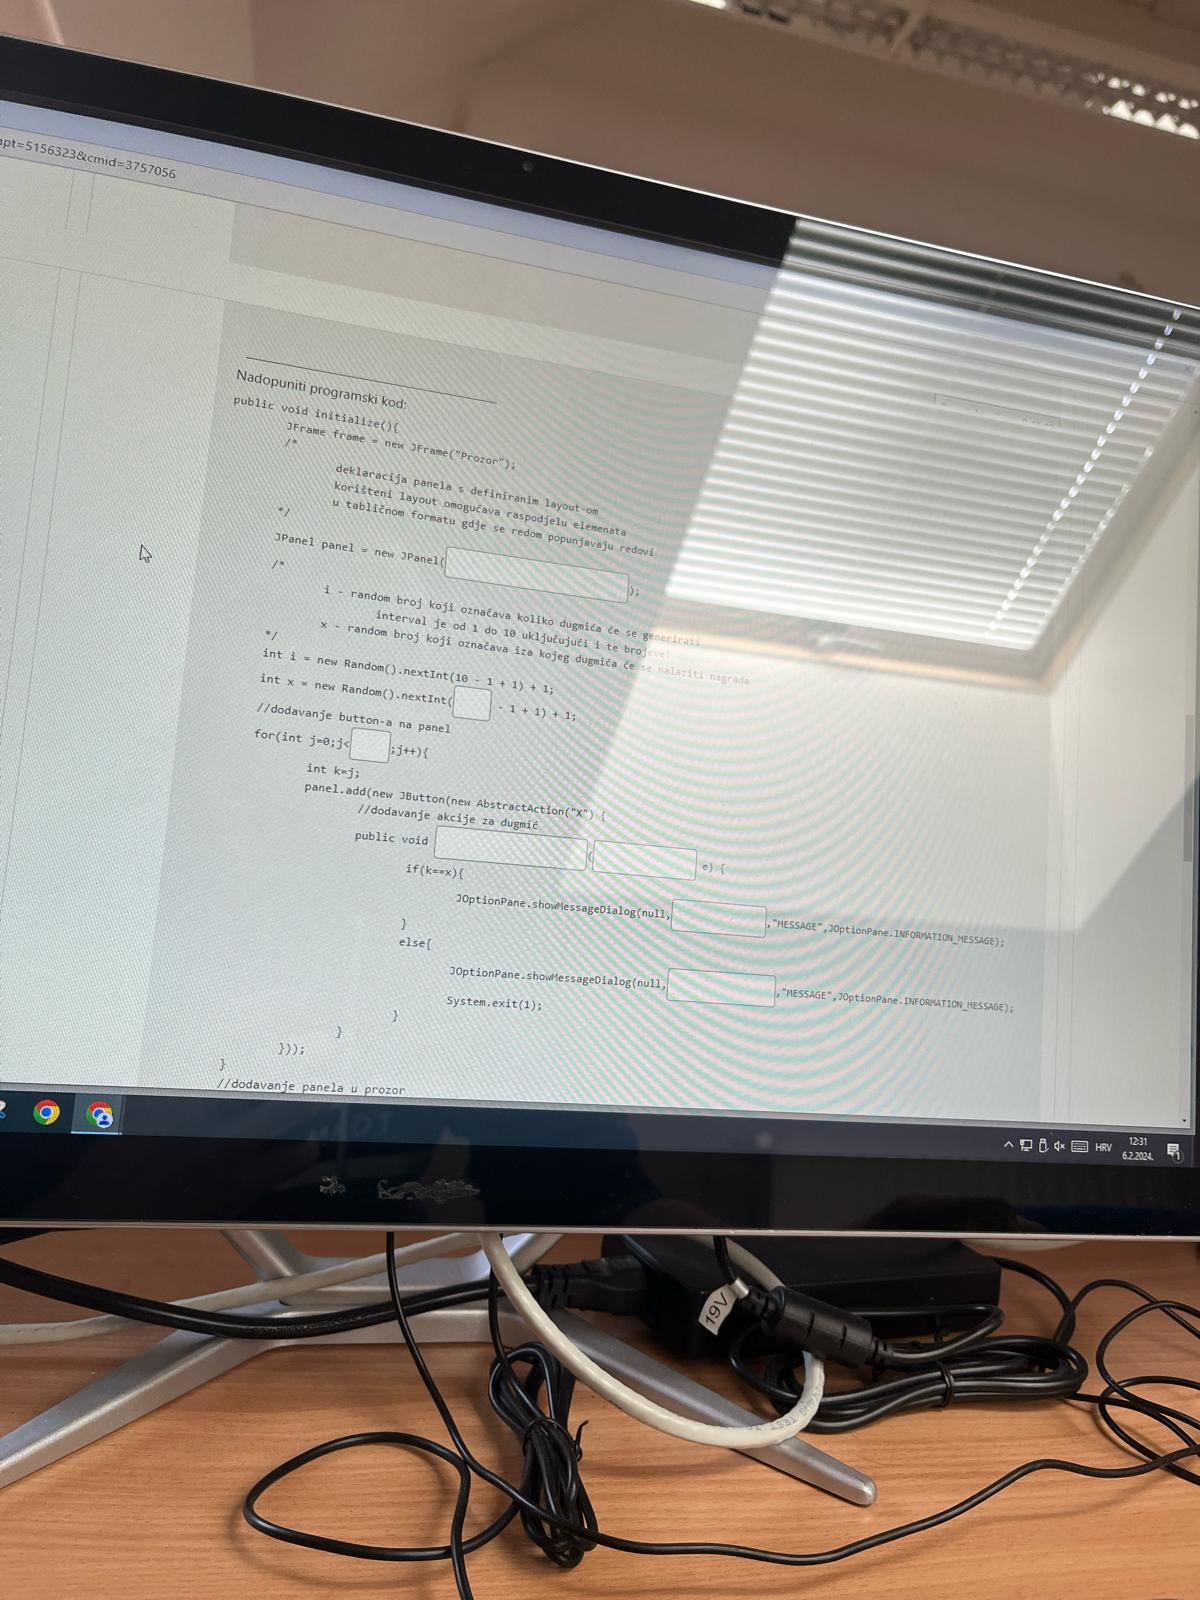 mpt=5156323&cmid=3757056
Nadopuniti programski kod:
public void initialize(){
JFrame frame = new JFrame("Prozor");
/*
deklaracija panela s definiranim layout-om
korišteni layout omogućava raspodjelu elemenata
u tabličnom formatu gdje se redom popunjavaju redovi
*/
JPanel panel = new JPanel( );
/*
i - random broj koji označava koliko dugmića će se generirati
interval je od 1 do 10 uključujući i te brojeve!
x - random broj koji označava iza kojeg dugmića će se nalaziti nagrada
*/
int i = new Random().nextInt(10 - 1 + 1) + 1;
int x = new Random().nextInt( - 1 + 1) + 1;
//dodavanje button-a na panel
for(int j=0;j< ;j++){
int k=j;
panel.add(new JButton(new AbstractAction("X") {
//dodavanje akcije za dugmić
public void ( e) {
if(k==x){
JOptionPane.showMessageDialog(null, ,"MESSAGE",JOptionPane.INFORMATION_MESSAGE);
}
else{
JOptionPane.showMessageDialog(null, ,"MESSAGE",JOptionPane.INFORMATION_MESSAGE);
System.exit(1);
}
}
}));
}
//dodavanje panela u prozor
HRV
12:31
6.2.2024.
1
19V